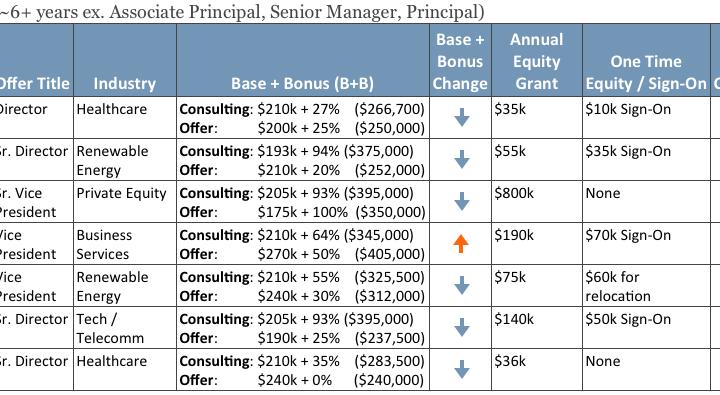 ~6+ years ex. Associate Principal, Senior Manager, Principal)
Offer Title Industry Base + Bonus (B+B) Base + Bonus Change Annual Equity Grant One Time Equity / Sign-On
Director Healthcare Consulting: $210k + 27% ($266,700) $35k $10k Sign-On
Offer: $200k + 25% ($250,000)
Sr. Director Renewable Consulting: $193k + 94% ($375,000) $55k $35k Sign-On
Energy Offer: $210k + 20% ($252,000)
Sr. Vice Private Equity Consulting: $205k + 93% ($395,000) $800k None
President Offer: $175k + 100% ($350,000)
Vice Business Consulting: $210k + 64% ($345,000) $190k $70k Sign-On
President Services Offer: $270k + 50% ($405,000)
Vice Renewable Consulting: $210k + 55% ($325,500) $75k $60k for
President Energy Offer: $240k + 30% ($312,000) relocation
Sr. Director Tech / Consulting: $205k + 93% ($395,000) $140k $50k Sign-On
Telecomm Offer: $190k + 25% ($237,500)
Sr. Director Healthcare Consulting: $210k + 35% ($283,500) $36k None
Offer: $240k + 0% ($240,000)